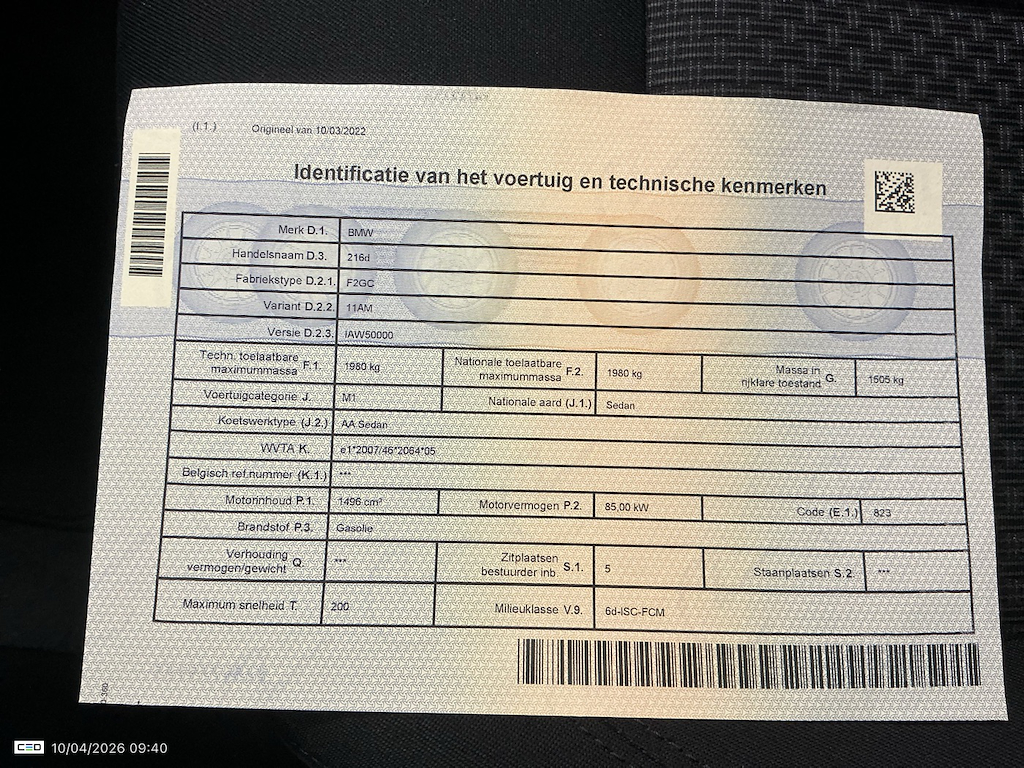 (I.1.) Origineel van 10/03/2022
Identificatie van het voertuig en technische kenmerken
Merk D.1. BMW
Handelsnaam D.3. 216d
Fabriekstype D.2.1. F2GC
Variant D.2.2. 11AM
Versie D.2.3. IAW50000
Techn. toelaatbare maximummassa F.1. 1980 kg Nationale toelaatbare maximummassa F.2. 1980 kg Massa in rijklare toestand G. 1505 kg
Voertuigcategorie J. M1 Nationale aard (J.1.) Sedan
Koetswerktype (J.2.) AA Sedan
WVTA K. e1*2007/46*2064*05
Belgisch ref.nummer (K.1.) ***
Motorinhoud P.1. 1496 cm³ Motorvermogen P.2. 85,00 kW Code (E.1.) 823
Brandstof P.3. Gasolie
Verhouding vermogen/gewicht Q. *** Zitplaatsen bestuurder inb. S.1. 5 Staanplaatsen S.2. ***
Maximum snelheid T. 200 Milieuklasse V.9. 6d-ISC-FCM
CEO 10/04/2026 09:40